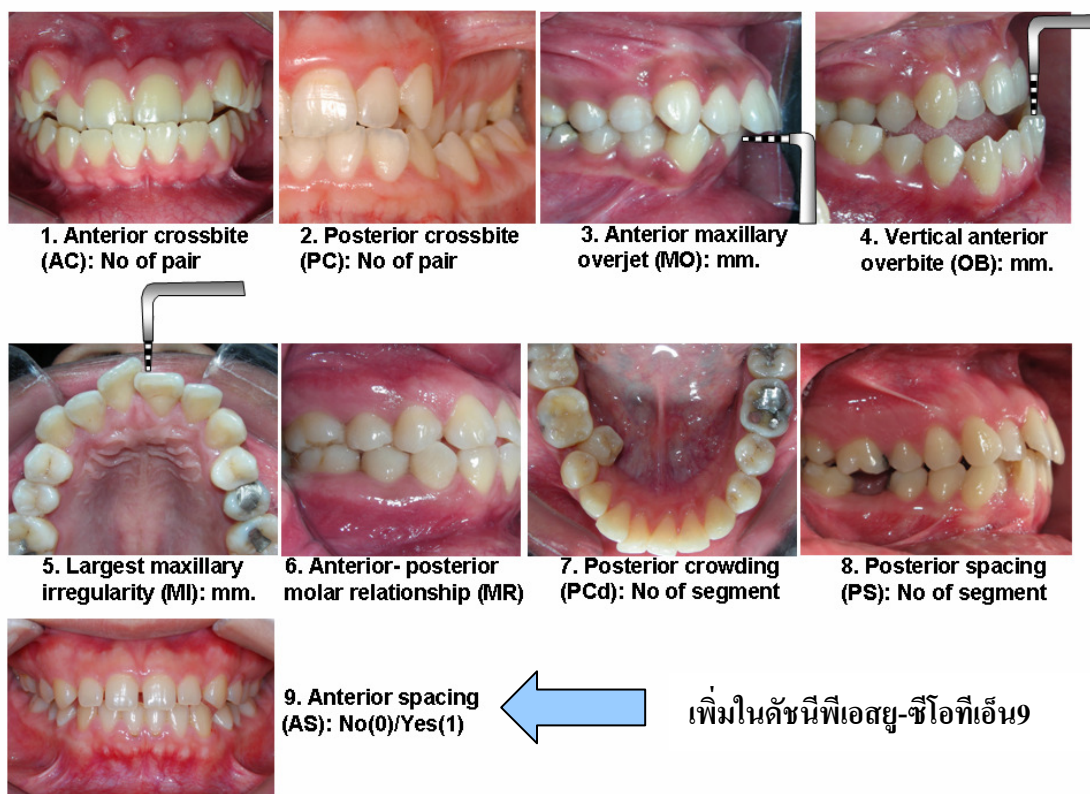 1. Anterior crossbite
(AC): No of pair
2. Posterior crossbite
(PC): No of pair
3. Anterior maxillary
overjet (MO): mm.
4. Vertical anterior
overbite (OB): mm.
5. Largest maxillary
irregularity (MI): mm.
6. Anterior- posterior
molar relationship (MR)
7. Posterior crowding
(PCd): No of segment
8. Posterior spacing
(PS): No of segment
9. Anterior spacing
(AS): No(0)/Yes(1)
เพิ่มในดัชนีพีเอสยู-ซีโอทีเอ็น9